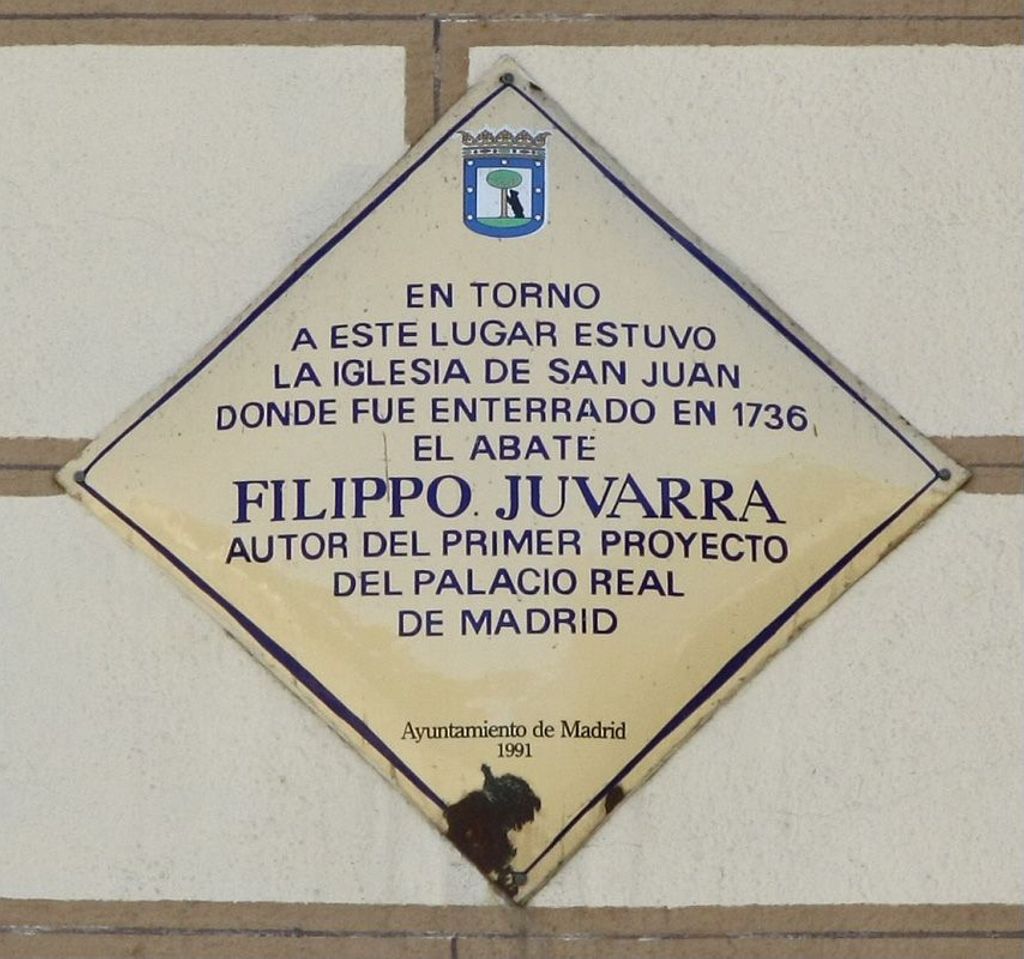 EN TORNO
A ESTE LUGAR ESTUVO
LA IGLESIA DE SAN JUAN
DONDE FUE ENTERRADO EN 1736
EL ABATE
FILIPPO JUVARRA
AUTOR DEL PRIMER PROYECTO
DEL PALACIO REAL
DE MADRID
Ayuntamiento de Madrid
1991